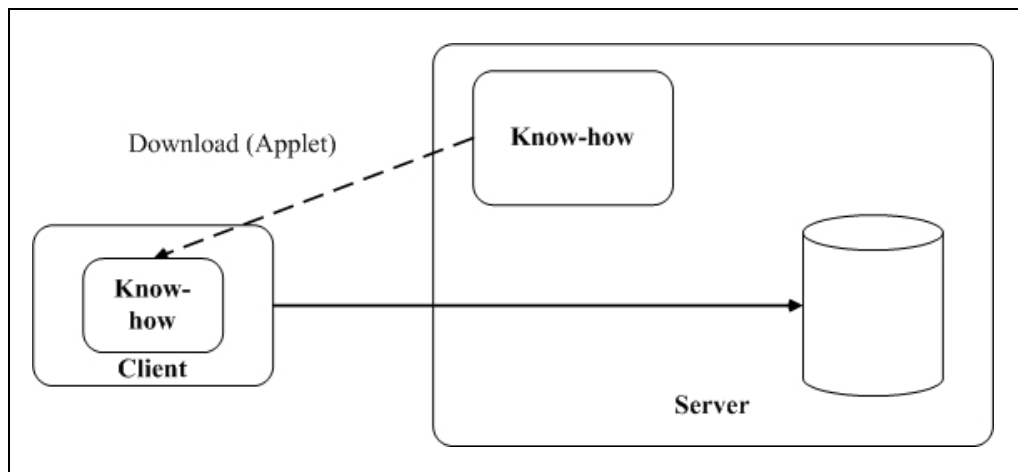 Know-how
Download (Applet)
Know-
how
Client
Server